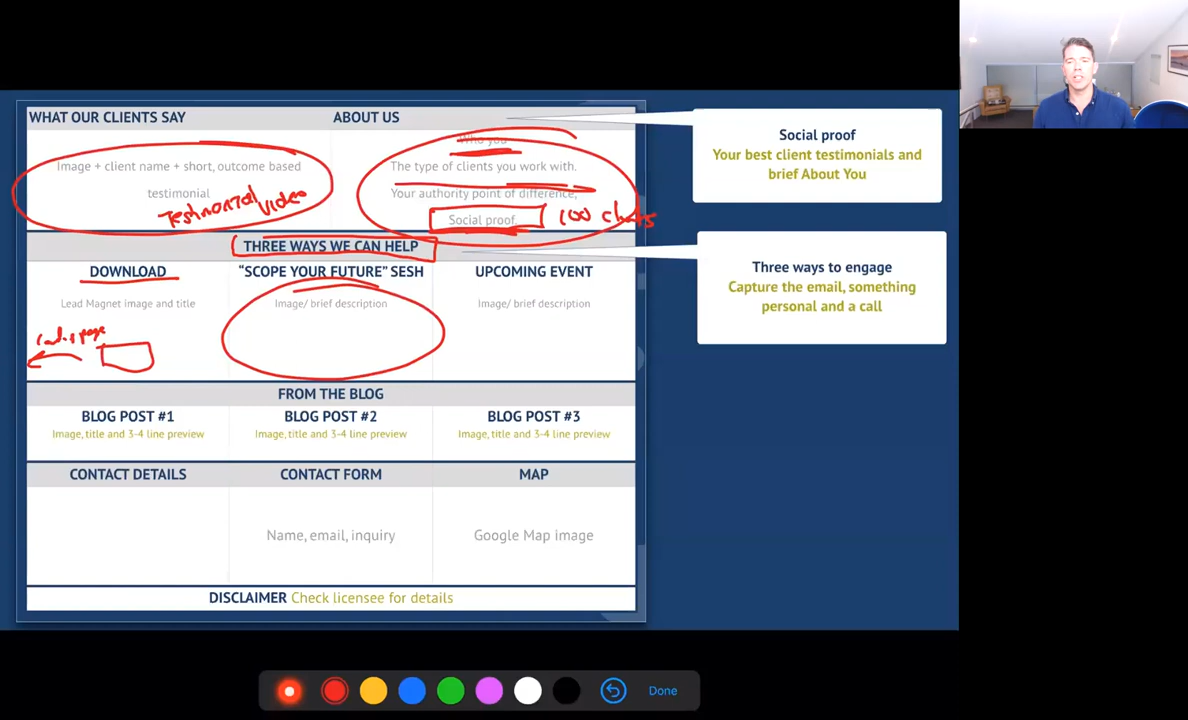 WHAT OUR CLIENTS SAY
ABOUT US
Image + client name + short, outcome based
testimonial
Testimonial video
Who you
The type of clients you work with.
Your authority point of difference,
Social proof.
100 clients
THREE WAYS WE CAN HELP
DOWNLOAD
"SCOPE YOUR FUTURE" SESH
UPCOMING EVENT
Lead Magnet image and title
Image/ brief description
Image/ brief description
FROM THE BLOG
BLOG POST #1
BLOG POST #2
BLOG POST #3
Image, title and 3-4 line preview
Image, title and 3-4 line preview
Image, title and 3-4 line preview
CONTACT DETAILS
CONTACT FORM
MAP
Name, email, inquiry
Google Map image
DISCLAIMER Check licensee for details
Social proof
Your best client testimonials and
brief About You
Three ways to engage
Capture the email, something
personal and a call
Done